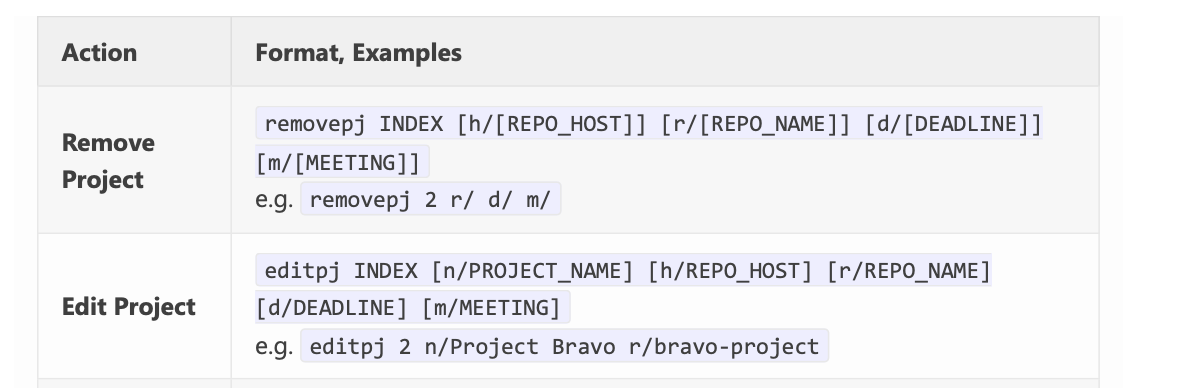 Action
Format, Examples
Remove
Project
removepj INDEX [h/[REPO_HOST]] [r/[REPO_NAME]] [d/[DEADLINE]]
[m/[MEETING]]
e.g. removepj 2 r/ d/ m/
Edit Project
editpj INDEX [n/PROJECT_NAME] [h/REPO_HOST] [r/REPO_NAME]
[d/DEADLINE] [m/MEETING]
e.g. editpj 2 n/Project Bravo r/bravo-project